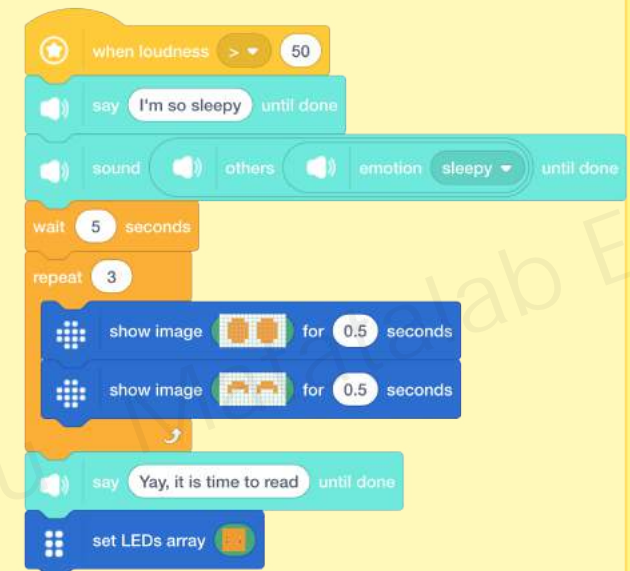 when loudness > 50
say I'm so sleepy until done
sound others emotion sleepy until done
wait 5 seconds
repeat 3
show image for 0.5 seconds
show image for 0.5 seconds
say Yay, it is time to read until done
set LEDs array